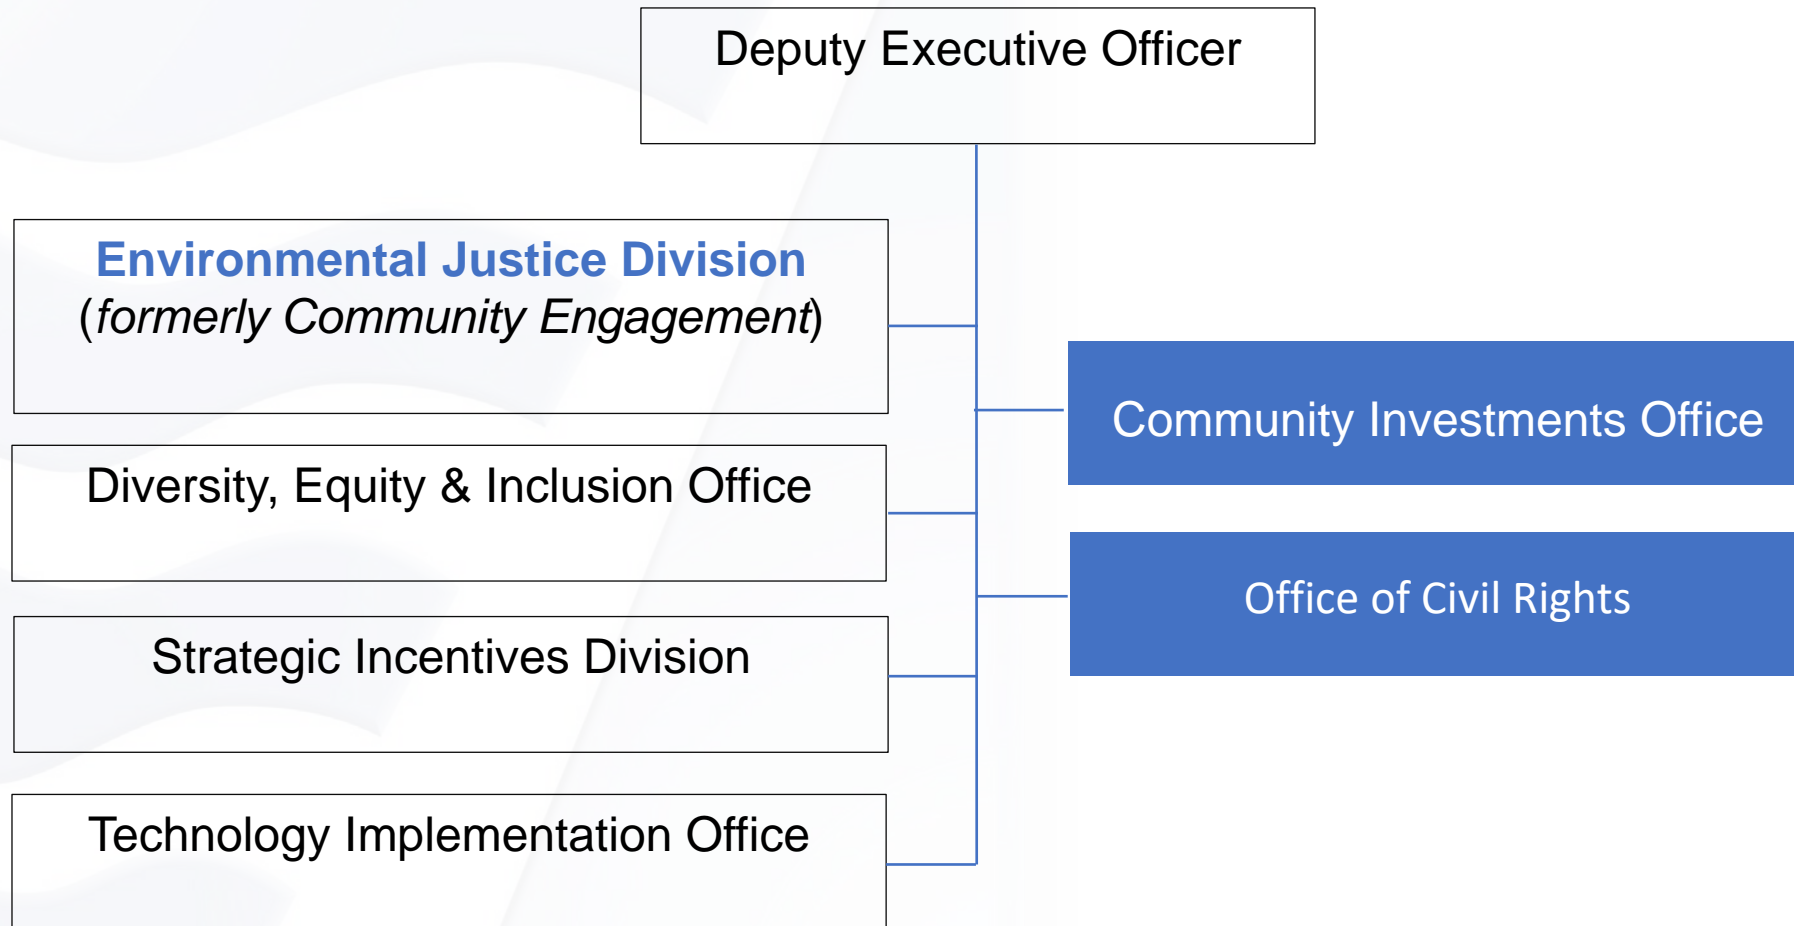 Deputy Executive Officer
Environmental Justice Division
(formerly Community Engagement)
Diversity, Equity & Inclusion Office
Strategic Incentives Division
Technology Implementation Office
Community Investments Office
Office of Civil Rights